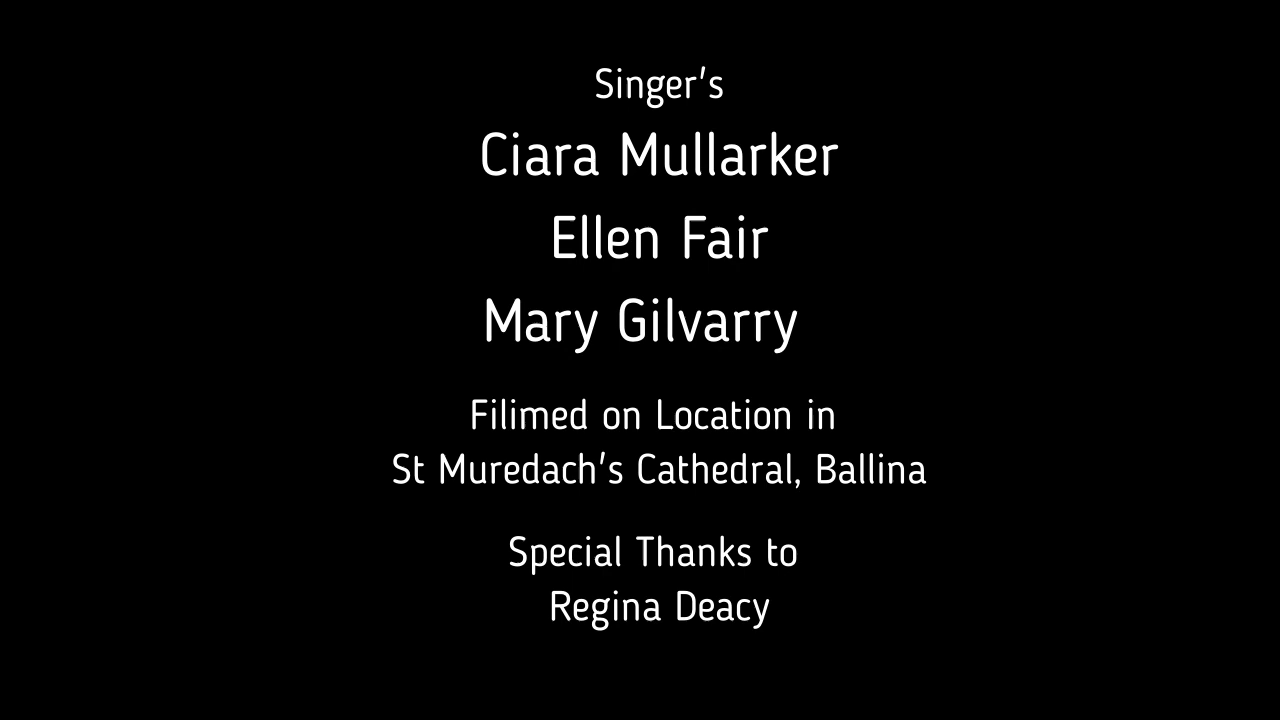 Singer's
Ciara Mullarker
Ellen Fair
Mary Gilvarry
Filimed on Location in
St Muredach's Cathedral, Ballina
Special Thanks to
Regina Deacy